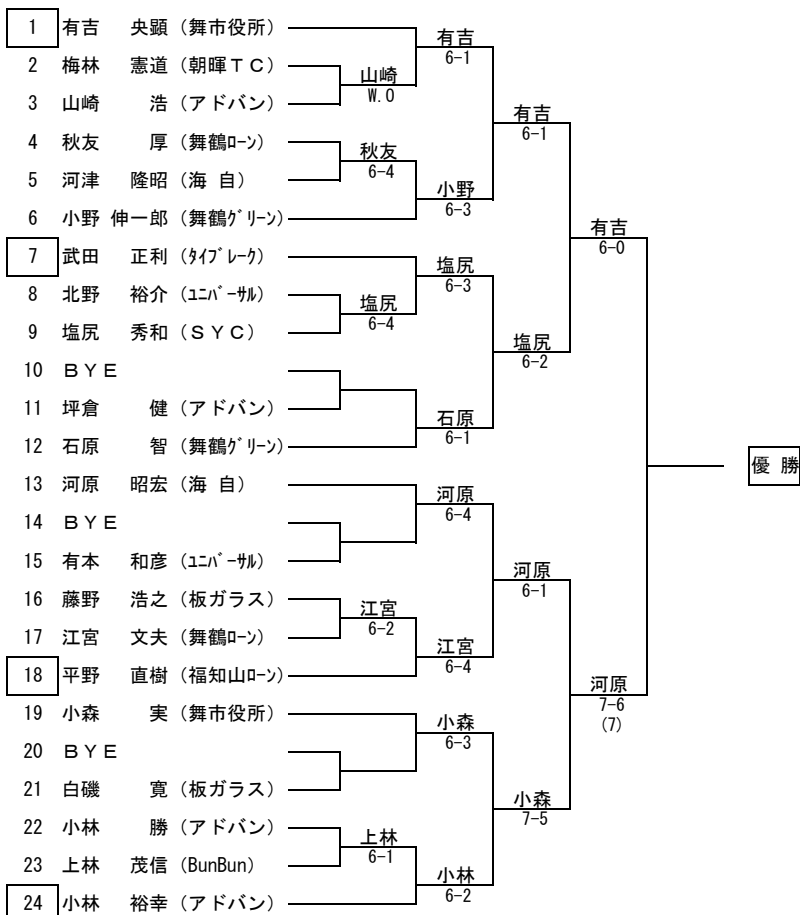 1 有吉 央顕 (舞市役所)
2 梅林 憲道 (朝暉ＴＣ)
3 山崎 浩 (アドバン)
4 秋友 厚 (舞鶴ﾛｰﾝ)
5 河津 隆昭 (海 自)
6 小野 伸一郎 (舞鶴ｸﾞﾘｰﾝ)
7 武田 正利 (ﾀｲﾌﾞﾚｰｸ)
8 北野 裕介 (ﾕﾆﾊﾞｰｻﾙ)
9 塩尻 秀和 (ＳＹＣ)
10 ＢＹＥ
11 坪倉 健 (アドバン)
12 石原 智 (舞鶴ｸﾞﾘｰﾝ)
13 河原 昭宏 (海 自)
14 ＢＹＥ
15 有本 和彦 (ﾕﾆﾊﾞｰｻﾙ)
16 藤野 浩之 (板ガラス)
17 江宮 文夫 (舞鶴ﾛｰﾝ)
18 平野 直樹 (福知山ﾛｰﾝ)
19 小森 実 (舞市役所)
20 ＢＹＥ
21 白磯 寛 (板ガラス)
22 小林 勝 (アドバン)
23 上林 茂信 (BunBun)
24 小林 裕幸 (アドバン)
山崎
W.O
秋友
6-4
塩尻
6-4
江宮
6-2
上林
6-1
有吉
6-1
小野
6-3
塩尻
6-3
石原
6-1
河原
6-4
江宮
6-4
小森
6-3
小林
6-2
有吉
6-1
塩尻
6-2
河原
6-1
小森
7-5
有吉
6-0
河原
7-6
(7)
優 勝